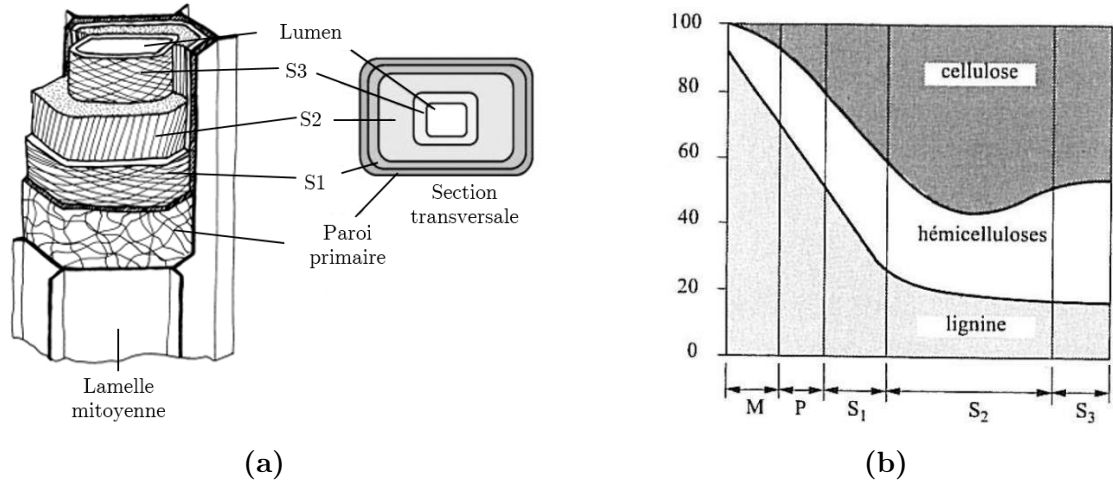 Lumen
S3
S2
S1
Paroi
primaire
Section
transversale
Lamelle
mitoyenne
(a)
100
80
60
40
20
0
cellulose
hémicelluloses
lignine
M
P
S₁
S₂
S₃
(b)